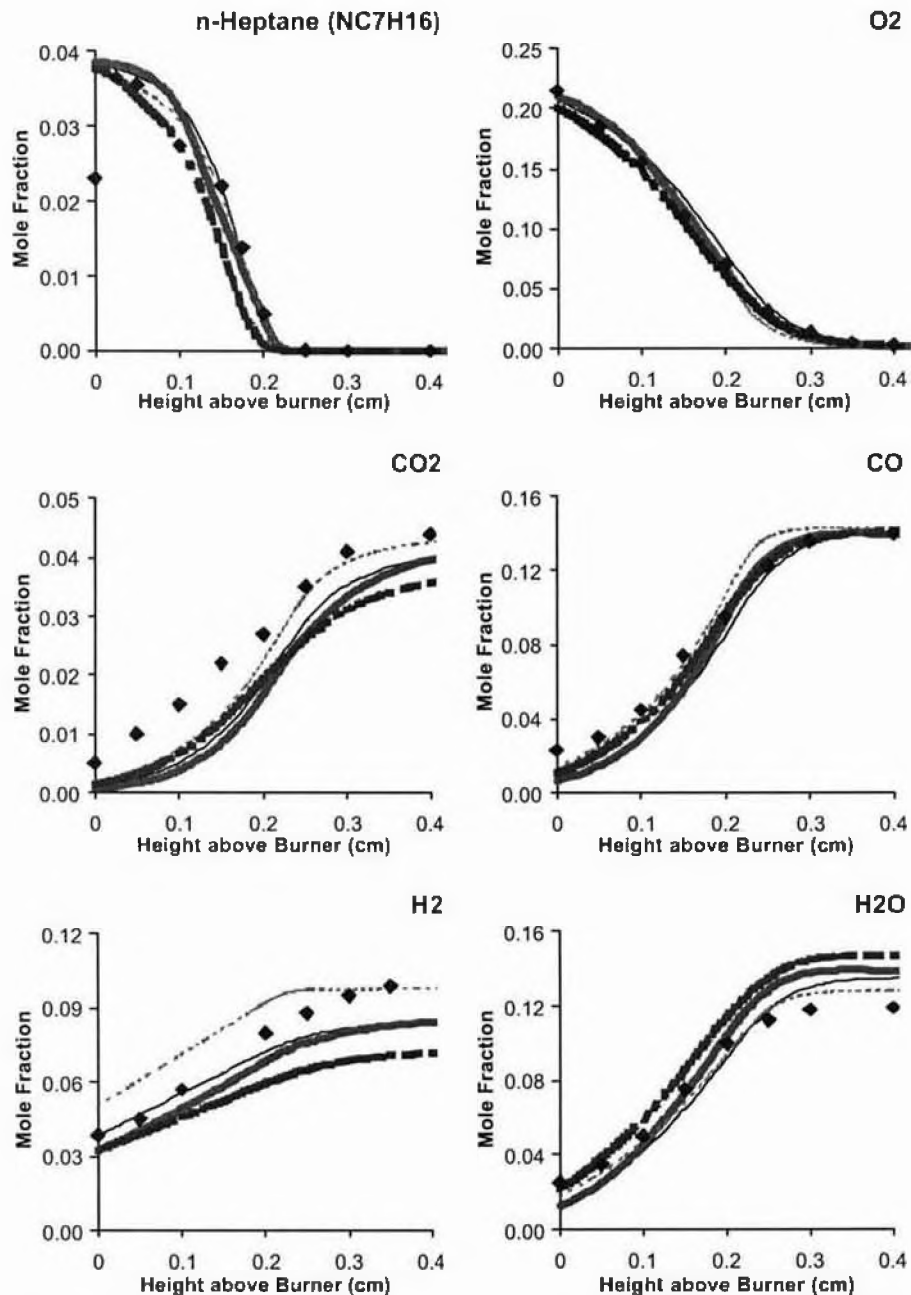 n-Heptane (NC7H16)
0.04
0.03
0.02
0.01
0.00
Mole Fraction
0 0.1 0.2 0.3 0.4
Height above burner (cm)
O2
0.25
0.20
0.15
0.10
0.05
0.00
Mole Fraction
0 0.1 0.2 0.3 0.4
Height above Burner (cm)
CO2
0.05
0.04
0.03
0.02
0.01
0.00
Mole Fraction
0 0.1 0.2 0.3 0.4
Height above Burner (cm)
CO
0.16
0.12
0.08
0.04
0.00
Mole Fraction
0 0.1 0.2 0.3 0.4
Height above Burner (cm)
H2
0.12
0.09
0.06
0.03
0.00
Mole Fraction
0 0.1 0.2 0.3 0.4
Height above Burner (cm)
H2O
0.16
0.12
0.08
0.04
0.00
Mole Fraction
0 0.1 0.2 0.3 0.4
Height above Burner (cm)